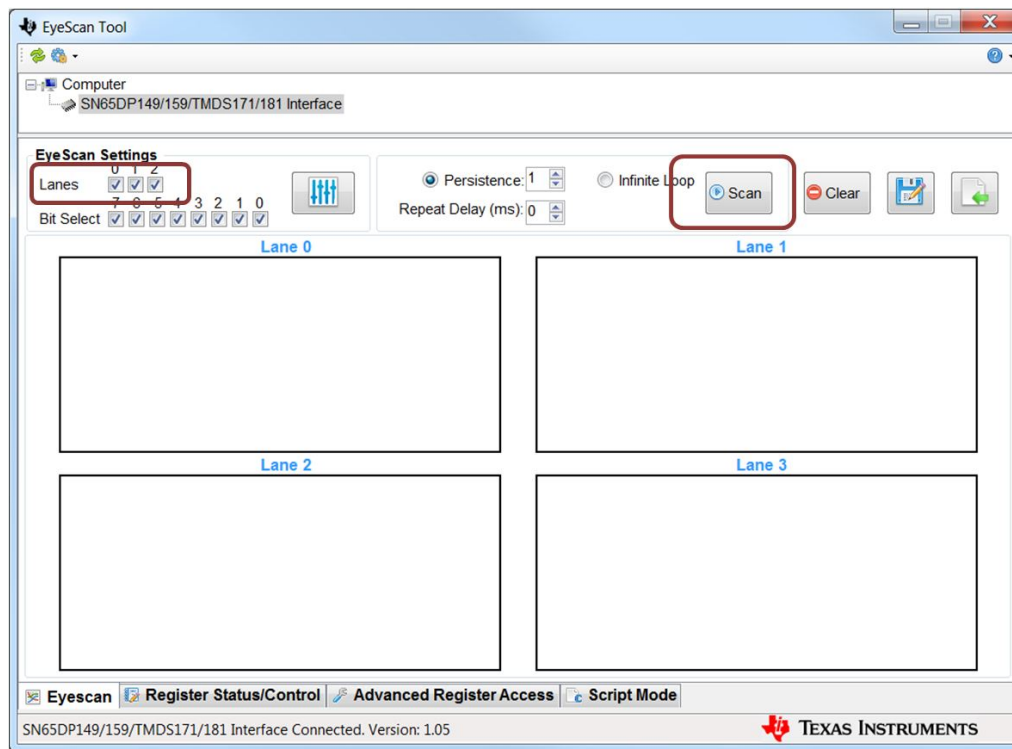 EyeScan Tool
Computer
SN65DP149/159/TMDS171/181 Interface
EyeScan Settings
0 1 2
Lanes
7 6 5 4 3 2 1 0
Bit Select
Persistence: 1
Infinite Loop
Repeat Delay (ms): 0
Scan
Clear
Lane 0
Lane 1
Lane 2
Lane 3
Eyescan
Register Status/Control
Advanced Register Access
Script Mode
SN65DP149/159/TMDS171/181 Interface Connected. Version: 1.05
TEXAS INSTRUMENTS